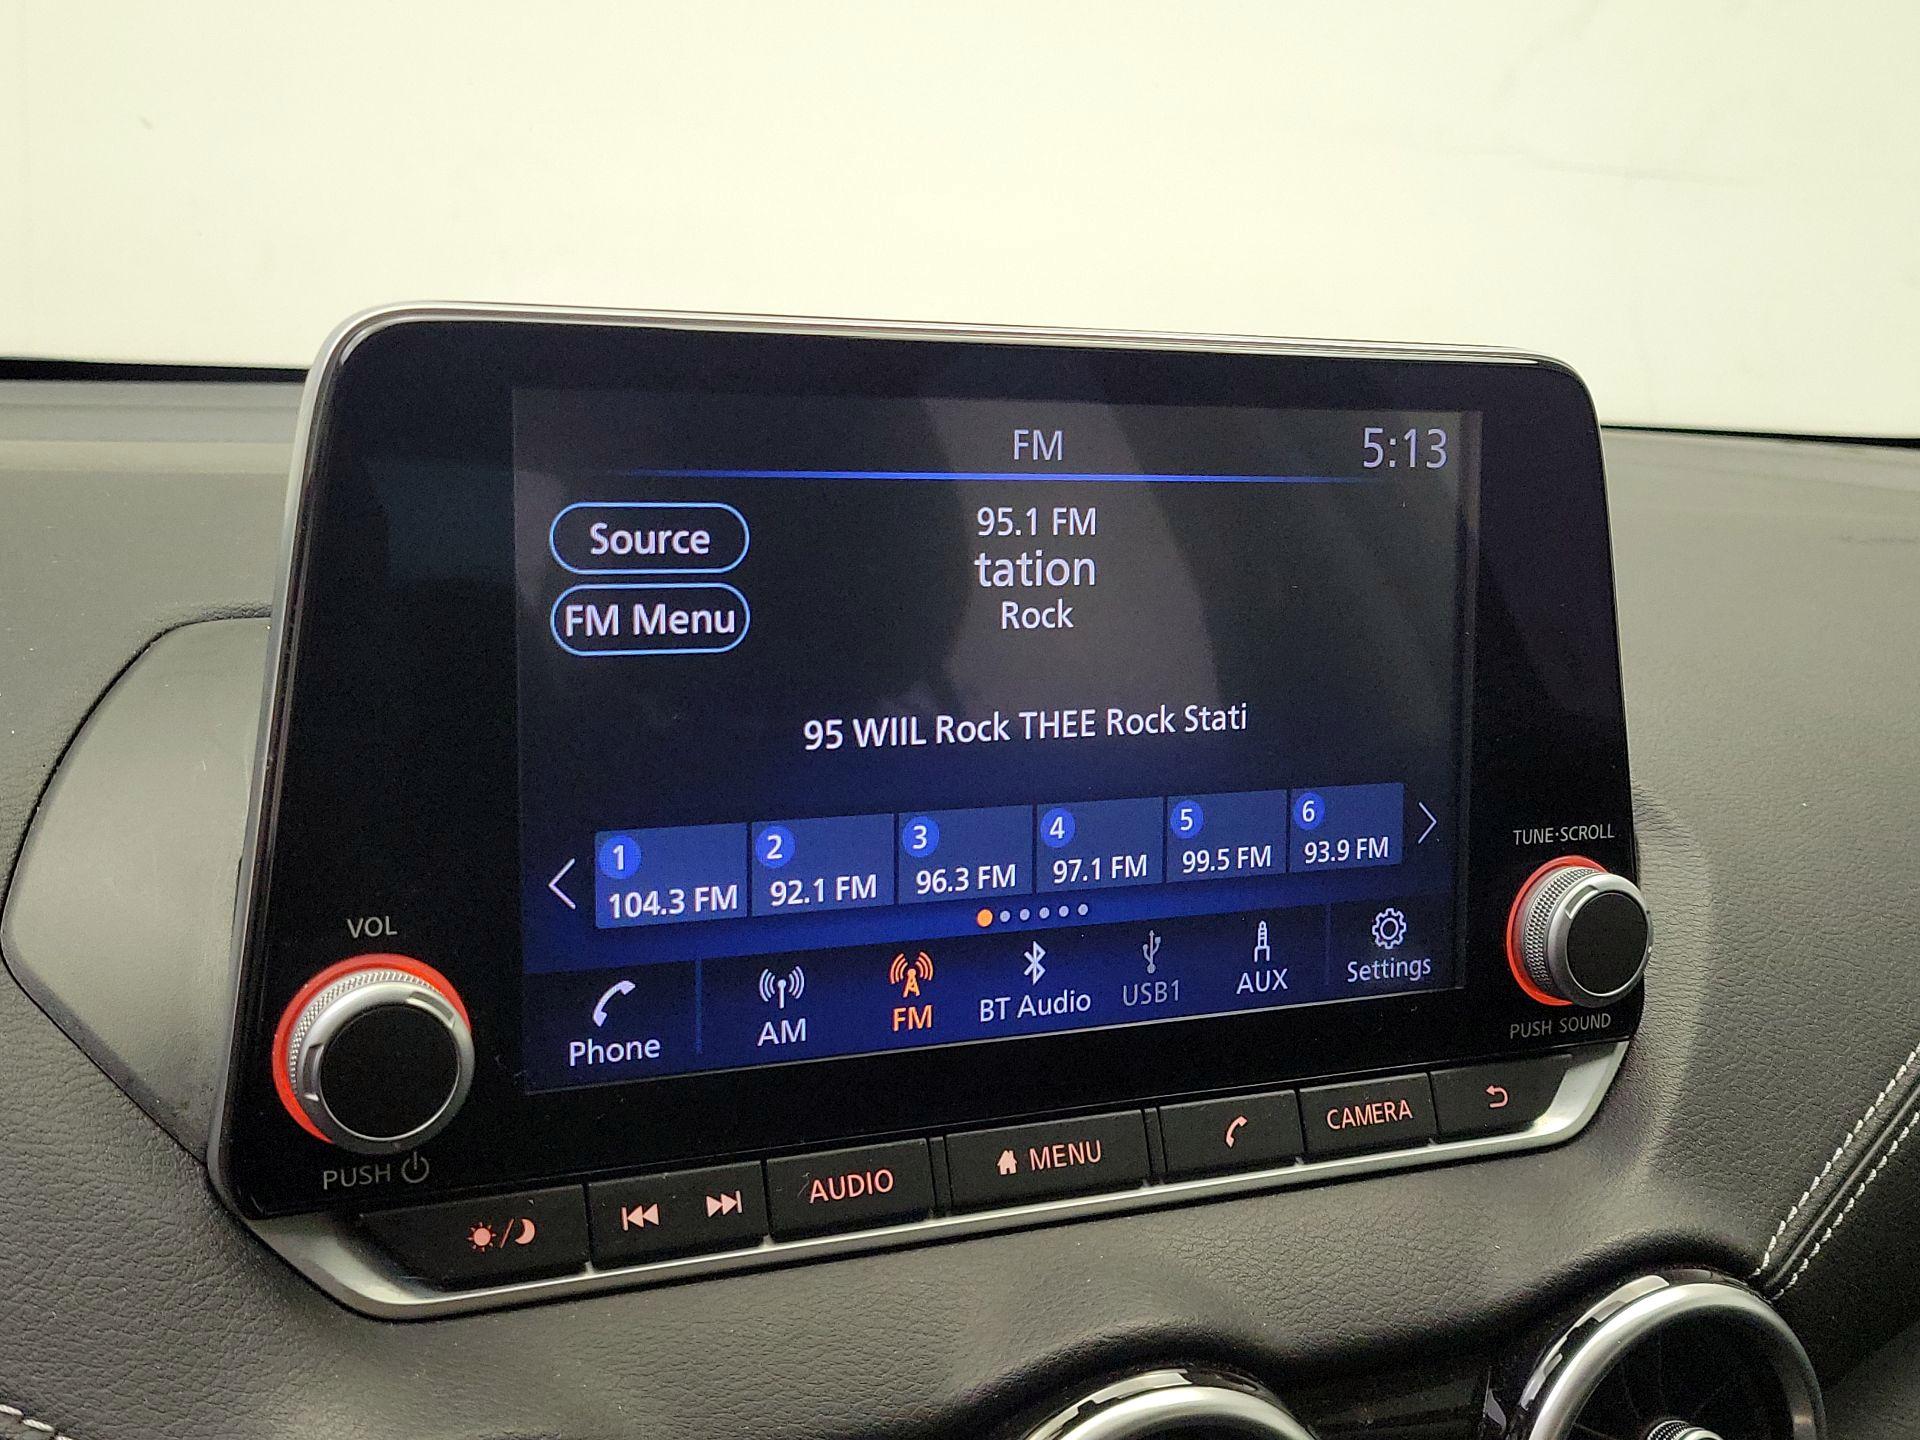 FM
5:13
Source
95.1 FM
tation
FM Menu
Rock
95 WIIL Rock THEE Rock Stati
1
104.3 FM
2
92.1 FM
3
96.3 FM
4
97.1 FM
5
99.5 FM
6
93.9 FM
Phone
AM
FM
BT Audio
USB1
AUX
Settings
VOL
PUSH
TUNE·SCROLL
PUSH SOUND
AUDIO
MENU
CAMERA